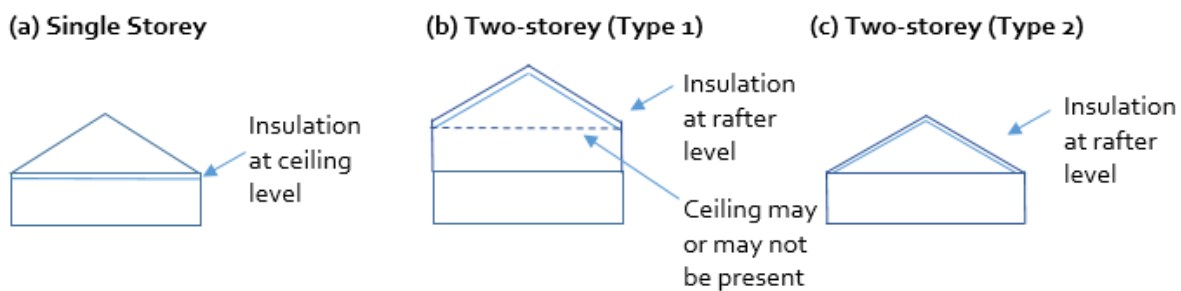 (a) Single Storey
(b) Two-storey (Type 1)
(c) Two-storey (Type 2)
Insulation
at ceiling
level
Insulation
at rafter
level
Ceiling may
or may not
be present
Insulation
at rafter
level